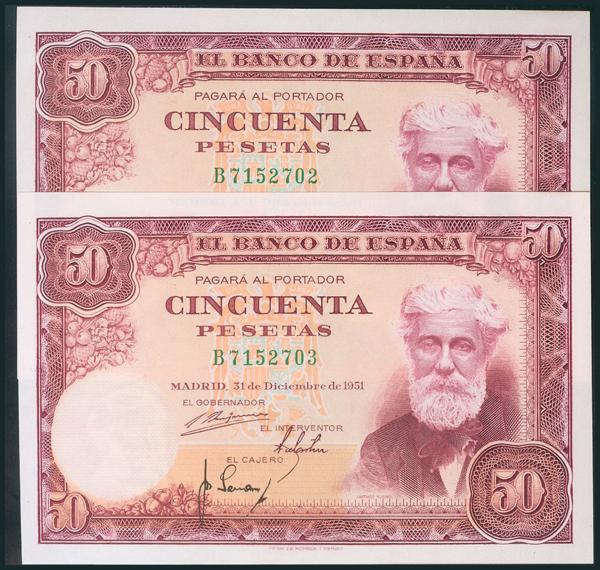 50
EL BANCO DE ESPAÑA
50
PAGARÁ AL PORTADOR
CINCUENTA
PESETAS
B7152702
50
EL BANCO DE ESPAÑA
50
PAGARÁ AL PORTADOR
CINCUENTA
PESETAS
B7152703
MADRID, 31 de Diciembre de 1951
EL GOBERNADOR
EL INTERVENTOR
EL CAJERO
50
50